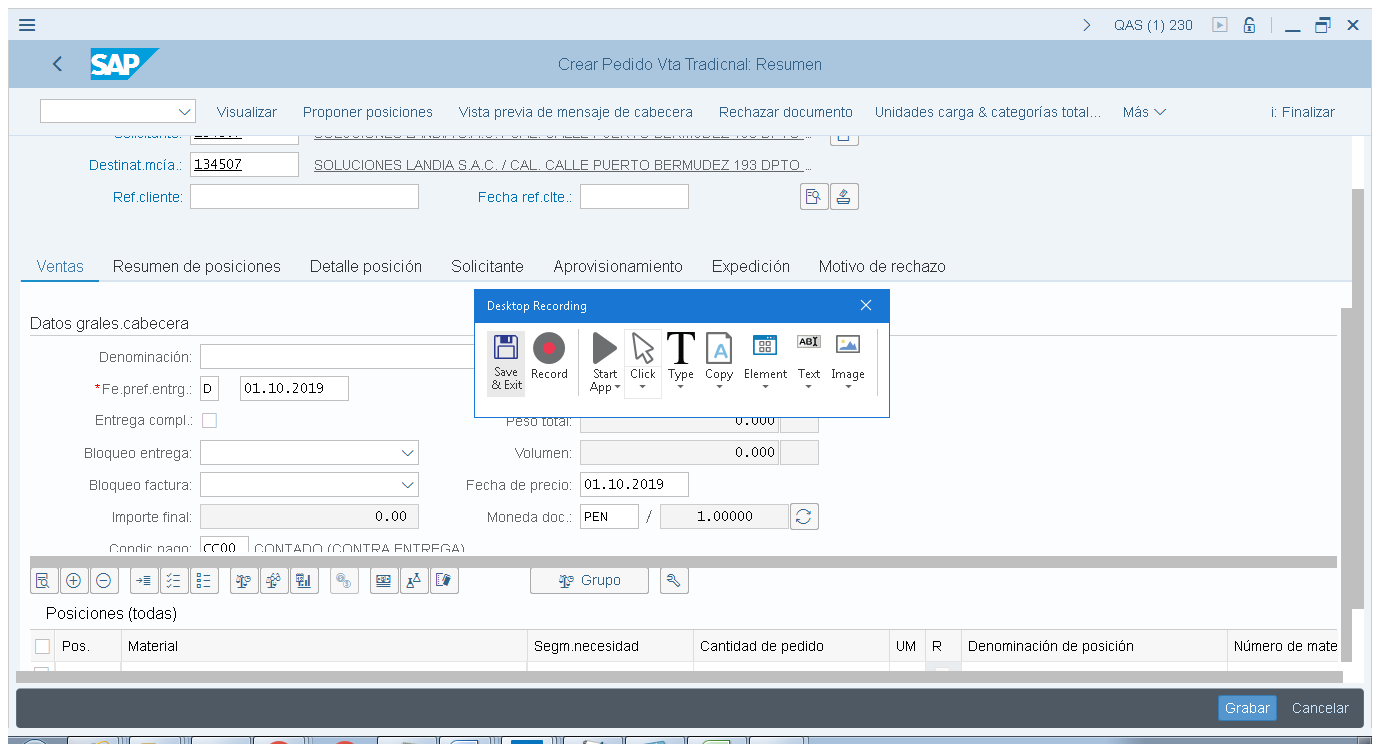 QAS (1) 230
SAP
Crear Pedido Vta Tradicnal: Resumen
Visualizar Proponer posiciones Vista previa de mensaje de cabecera Rechazar documento Unidades carga & categorías total... Más i: Finalizar
Destinat.mcía.: 134507 SOLUCIONES LANDIA S.A.C. / CAL. CALLE PUERTO BERMUDEZ 193 DPTO ...
Ref.cliente: Fecha ref.clte.:
Ventas Resumen de posiciones Detalle posición Solicitante Aprovisionamiento Expedición Motivo de rechazo
Desktop Recording
Save & Exit Record Start App Click Type Copy Element Text Image
Datos grales.cabecera
Denominación:
*Fe.pref.entrg.: D 01.10.2019
Entrega compl.: Peso total: 0.000
Bloqueo entrega: Volumen: 0.000
Bloqueo factura: Fecha de precio: 01.10.2019
Importe final: 0.00 Moneda doc.: PEN / 1.00000
Condic.pago: CC00 CONTADO (CONTRA ENTREGA)
Grupo
Posiciones (todas)
Pos. Material Segm.necesidad Cantidad de pedido UM R Denominación de posición Número de mate
Grabar Cancelar